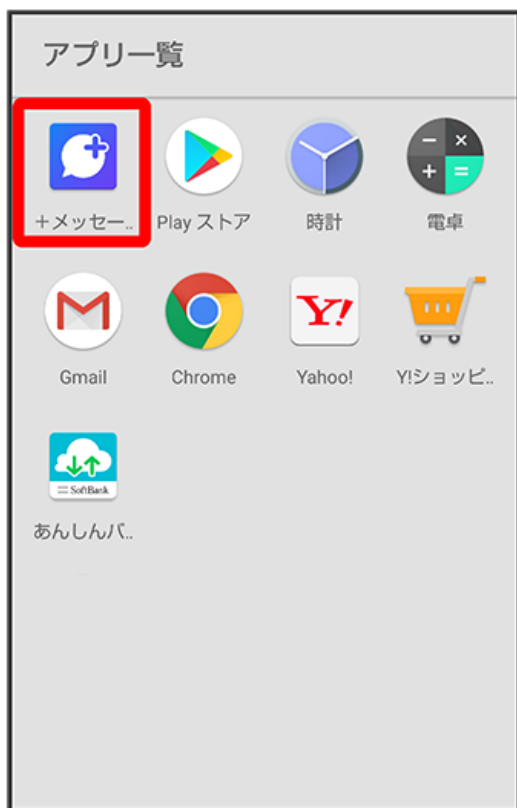 アプリ一覧
＋メッセー..
Play ストア
時計
電卓
Gmail
Chrome
Y!
Yahoo!
Y!ショッピ..
SoftBank
あんしんバ..